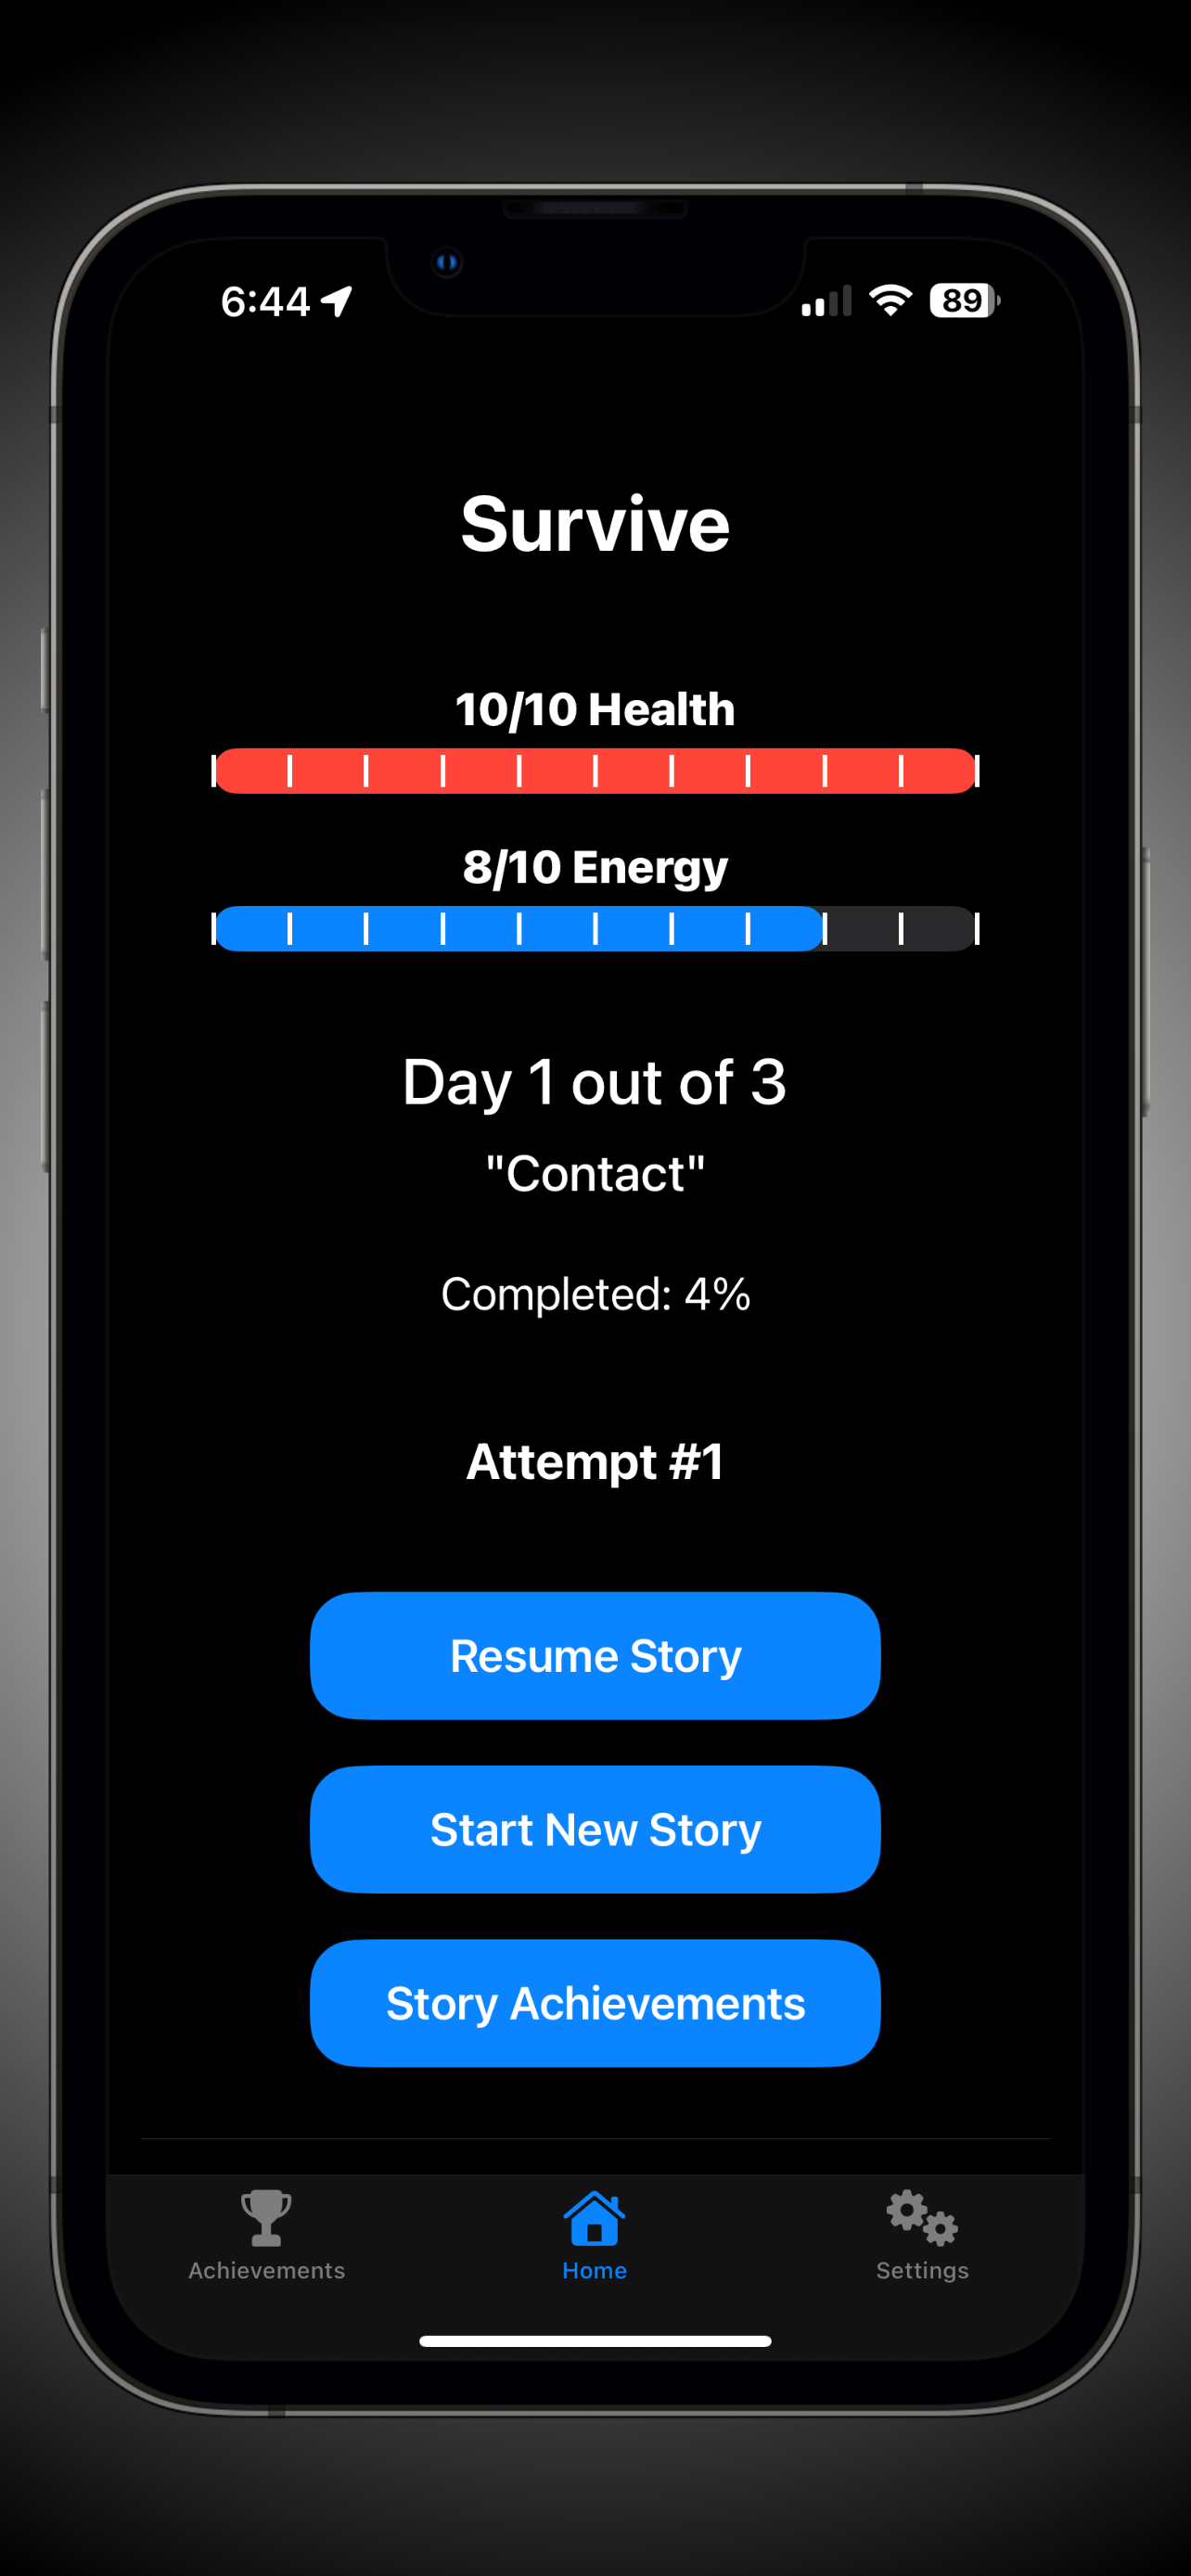 6:44
89
Survive
10/10 Health
8/10 Energy
Day 1 out of 3
"Contact"
Completed: 4%
Attempt #1
Resume Story
Start New Story
Story Achievements
Achievements Home Settings